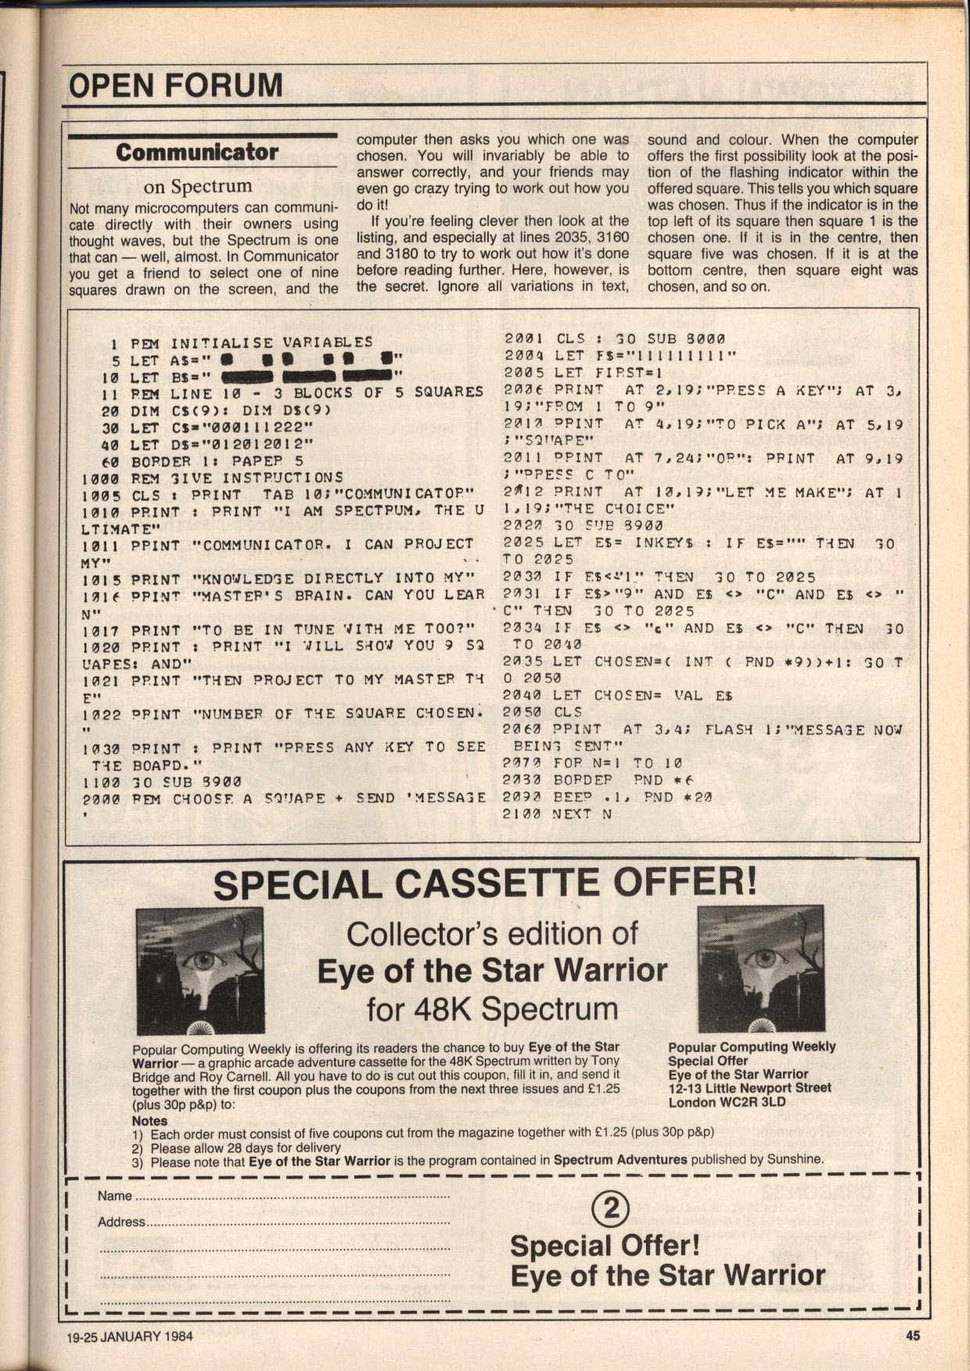 OPEN FORUM
Communicator
on Spectrum
Not many microcomputers can communi-
cate directly with their owners using
thought waves, but the Spectrum is one
that can — well, almost. In Communicator
you get a friend to select one of nine
squares drawn on the screen, and the
computer then asks you which one was
chosen. You will invariably be able to
answer correctly, and your friends may
even go crazy trying to work out how you
do it!
If you're feeling clever then look at the
listing, and especially at lines 2035, 3160
and 3180 to try to work out how it's done
before reading further. Here, however, is
the secret. Ignore all variations in text,
sound and colour. When the computer
offers the first possibility look at the posi-
tion of the flashing indicator within the
offered square. This tells you which square
was chosen. Thus if the indicator is in the
top left of its square then square 1 is the
chosen one. If it is in the centre, then
square five was chosen. If it is at the
bottom centre, then square eight was
chosen, and so on.
1 REM INITIALISE VARIABLES
5 LET A$=" ■ ■■ ■■ ■"
10 LET B$=" ■■■■■ ■■■■■ ■■■■■"
11 REM LINE 10 - 3 BLOCKS OF 5 SQUARES
20 DIM C$(9): DIM D$(9)
30 LET C$="000111222"
40 LET D$="012012012"
60 BORDER 1: PAPER 5
1000 REM GIVE INSTRUCTIONS
1005 CLS : PRINT TAB 10;"COMMUNICATOR"
1010 PRINT : PRINT "I AM SPECTRUM, THE U
LTIMATE"
1011 PRINT "COMMUNICATOR. I CAN PROJECT
MY"
1015 PRINT "KNOWLEDGE DIRECTLY INTO MY"
1016 PRINT "MASTER'S BRAIN. CAN YOU LEAR
N"
1017 PRINT "TO BE IN TUNE WITH ME TOO?"
1020 PRINT : PRINT "I WILL SHOW YOU 9 SQ
UARES: AND"
1021 PRINT "THEN PROJECT TO MY MASTER TH
E"
1022 PRINT "NUMBER OF THE SQUARE CHOSEN.
"
1030 PRINT : PRINT "PRESS ANY KEY TO SEE
THE BOARD."
1100 GO SUB 8900
2000 REM CHOOSE A SQUARE + SEND 'MESSAGE
'
2001 CLS : GO SUB 8000
2004 LET F$="111111111"
2005 LET FIRST=1
2006 PRINT AT 2,19;"PRESS A KEY"; AT 3,
19;"FROM 1 TO 9"
2010 PRINT AT 4,19;"TO PICK A"; AT 5,19
;"SQUARE"
2011 PRINT AT 7,24;"OR": PRINT AT 9,19
;"PRESS C TO"
2012 PRINT AT 10,19;"LET ME MAKE"; AT 1
1,19;"THE CHOICE"
2020 GO SUB 8900
2025 LET E$= INKEY$ : IF E$="" THEN GO
TO 2025
2030 IF E$<"1" THEN GO TO 2025
2031 IF E$>"9" AND E$ <> "C" AND E$ <> "
C" THEN GO TO 2025
2034 IF E$ <> "c" AND E$ <> "C" THEN GO
TO 2040
2035 LET CHOSEN=( INT ( RND *9))+1: GO T
O 2050
2040 LET CHOSEN= VAL E$
2050 CLS
2060 PRINT AT 3,4; FLASH 1;"MESSAGE NOW
BEING SENT"
2070 FOR N=1 TO 10
2080 BORDER RND *6
2090 BEEP .1, RND *20
2100 NEXT N
SPECIAL CASSETTE OFFER!
Collector's edition of
Eye of the Star Warrior
for 48K Spectrum
Popular Computing Weekly is offering its readers the chance to buy Eye of the Star
Warrior — a graphic arcade adventure cassette for the 48K Spectrum written by Tony
Bridge and Roy Carnell. All you have to do is cut out this coupon, fill it in, and send it
together with the first coupon plus the coupons from the next three issues and £1.25
(plus 30p p&p) to:
Popular Computing Weekly
Special Offer
Eye of the Star Warrior
12-13 Little Newport Street
London WC2R 3LD
Notes
1) Each order must consist of five coupons cut from the magazine together with £1.25 (plus 30p p&p)
2) Please allow 28 days for delivery
3) Please note that Eye of the Star Warrior is the program contained in Spectrum Adventures published by Sunshine.
Name
Address
2
Special Offer!
Eye of the Star Warrior
19-25 JANUARY 1984
45